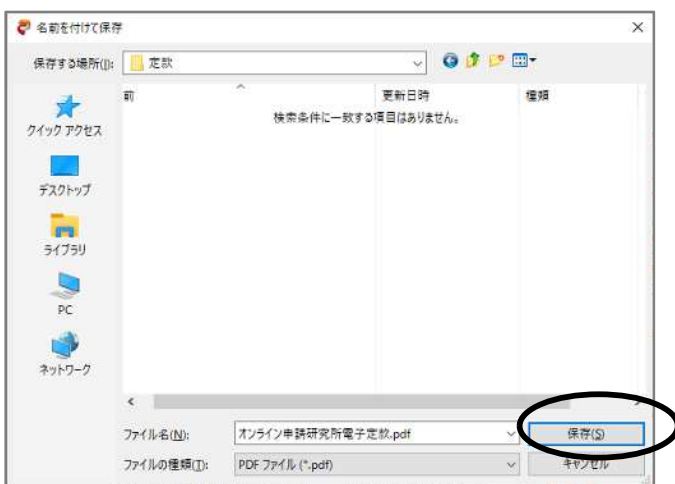 名前を付けて保存
保存する場所(I):
定款
前
更新日時
種類
検索条件に一致する項目はありません。
クイック アクセス
デスクトップ
ライブラリ
PC
ネットワーク
ファイル名(N):
オンライン申請研究所電子定款.pdf
保存(S)
ファイルの種類(T):
PDF ファイル (*.pdf)
キャンセル